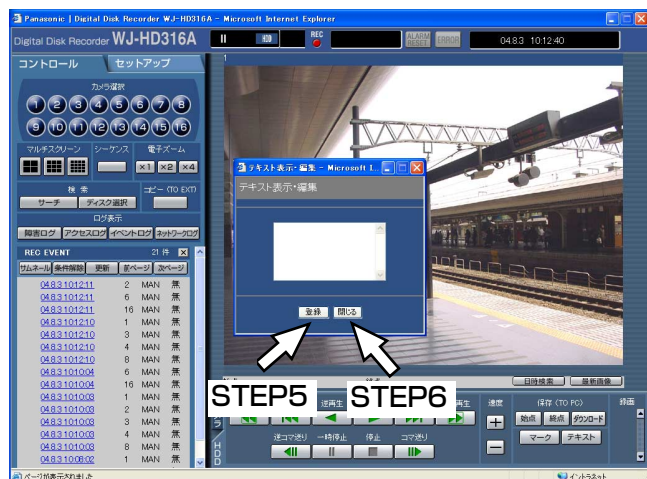 Panasonic | Digital Disk Recorder WJ-HD316A - Microsoft Internet Explorer
Digital Disk Recorder WJ-HD316A
HDD
REC
ALARM RESET
ERROR
04.8.3 10:12:40
コントロール
セットアップ
カメラ選択
1 2 3 4 5 6 7 8
9 10 11 12 13 14 15 16
マルチスクリーン シーケンス 電子ズーム
×1 ×2 ×4
検 索 コピー (TO EXT)
サーチ ディスク選択
ログ表示
障害ログ アクセスログ イベントログ ネットワークログ
REC EVENT 21 件
サムネール 条件解除 更新 前ページ 次ページ
04.8.3 10:12:11 2 MAN 無
04.8.3 10:12:11 6 MAN 無
04.8.3 10:12:11 16 MAN 無
04.8.3 10:12:10 1 MAN 無
04.8.3 10:12:10 3 MAN 無
04.8.3 10:12:10 4 MAN 無
04.8.3 10:12:10 8 MAN 無
04.8.3 10:10:04 6 MAN 無
04.8.3 10:10:04 16 MAN 無
04.8.3 10:10:03 1 MAN 無
04.8.3 10:10:03 2 MAN 無
04.8.3 10:10:03 3 MAN 無
04.8.3 10:10:03 4 MAN 無
04.8.3 10:10:03 8 MAN 無
04.8.3 10:08:02 1 MAN 無
1
テキスト表示・編集 - Microsoft I...
テキスト表示・編集
登録 閉じる
STEP5 STEP6
日時検索 最新画像
逆再生 速度 保存 (TO PC) 録画
始点 終点 ダウンロード
逆コマ送り 一時停止 停止 コマ送り
マーク テキスト
HDD
ページが表示されました
イントラネット